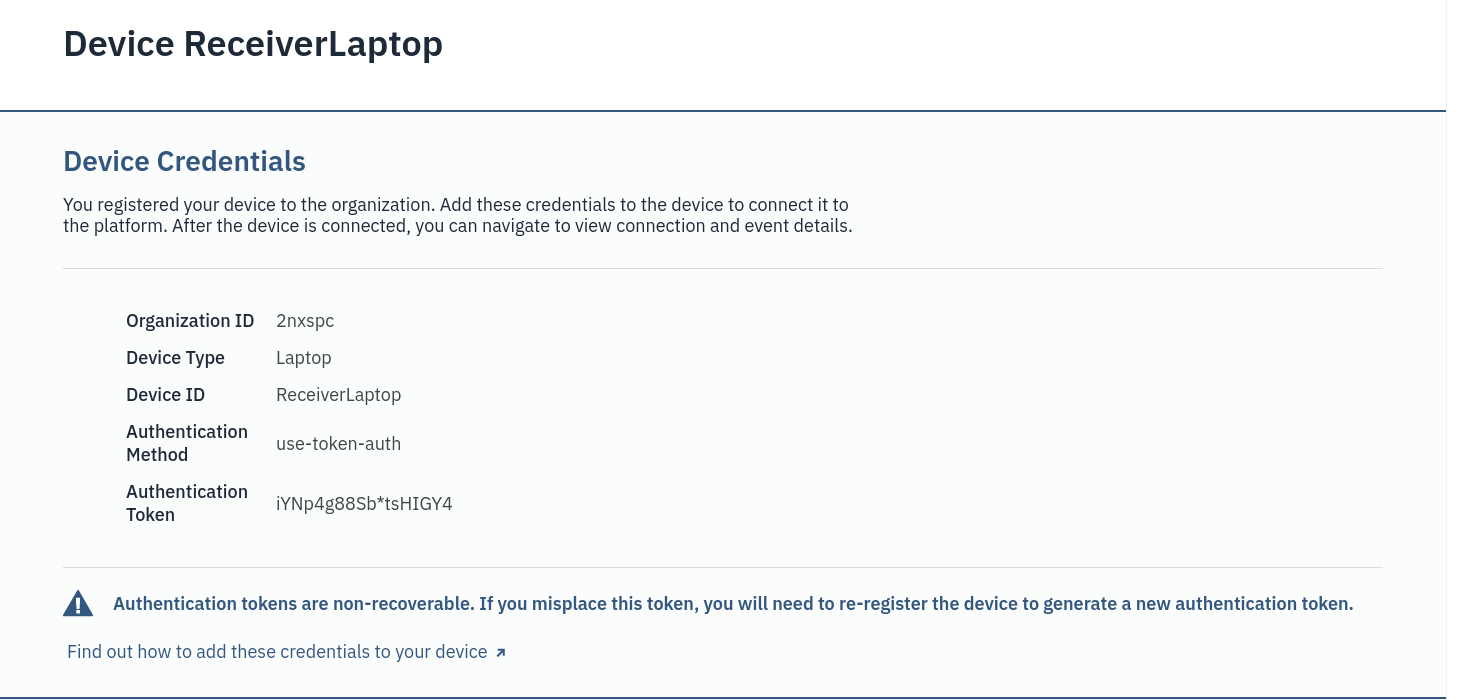 Device ReceiverLaptop
Device Credentials
You registered your device to the organization. Add these credentials to the device to connect it to
the platform. After the device is connected, you can navigate to view connection and event details.
Organization ID 2nxspc
Device Type Laptop
Device ID ReceiverLaptop
Authentication
Method
use-token-auth
Authentication
Token
iYNp4g88Sb*tsHIGY4
Authentication tokens are non-recoverable. If you misplace this token, you will need to re-register the device to generate a new authentication token.
Find out how to add these credentials to your device